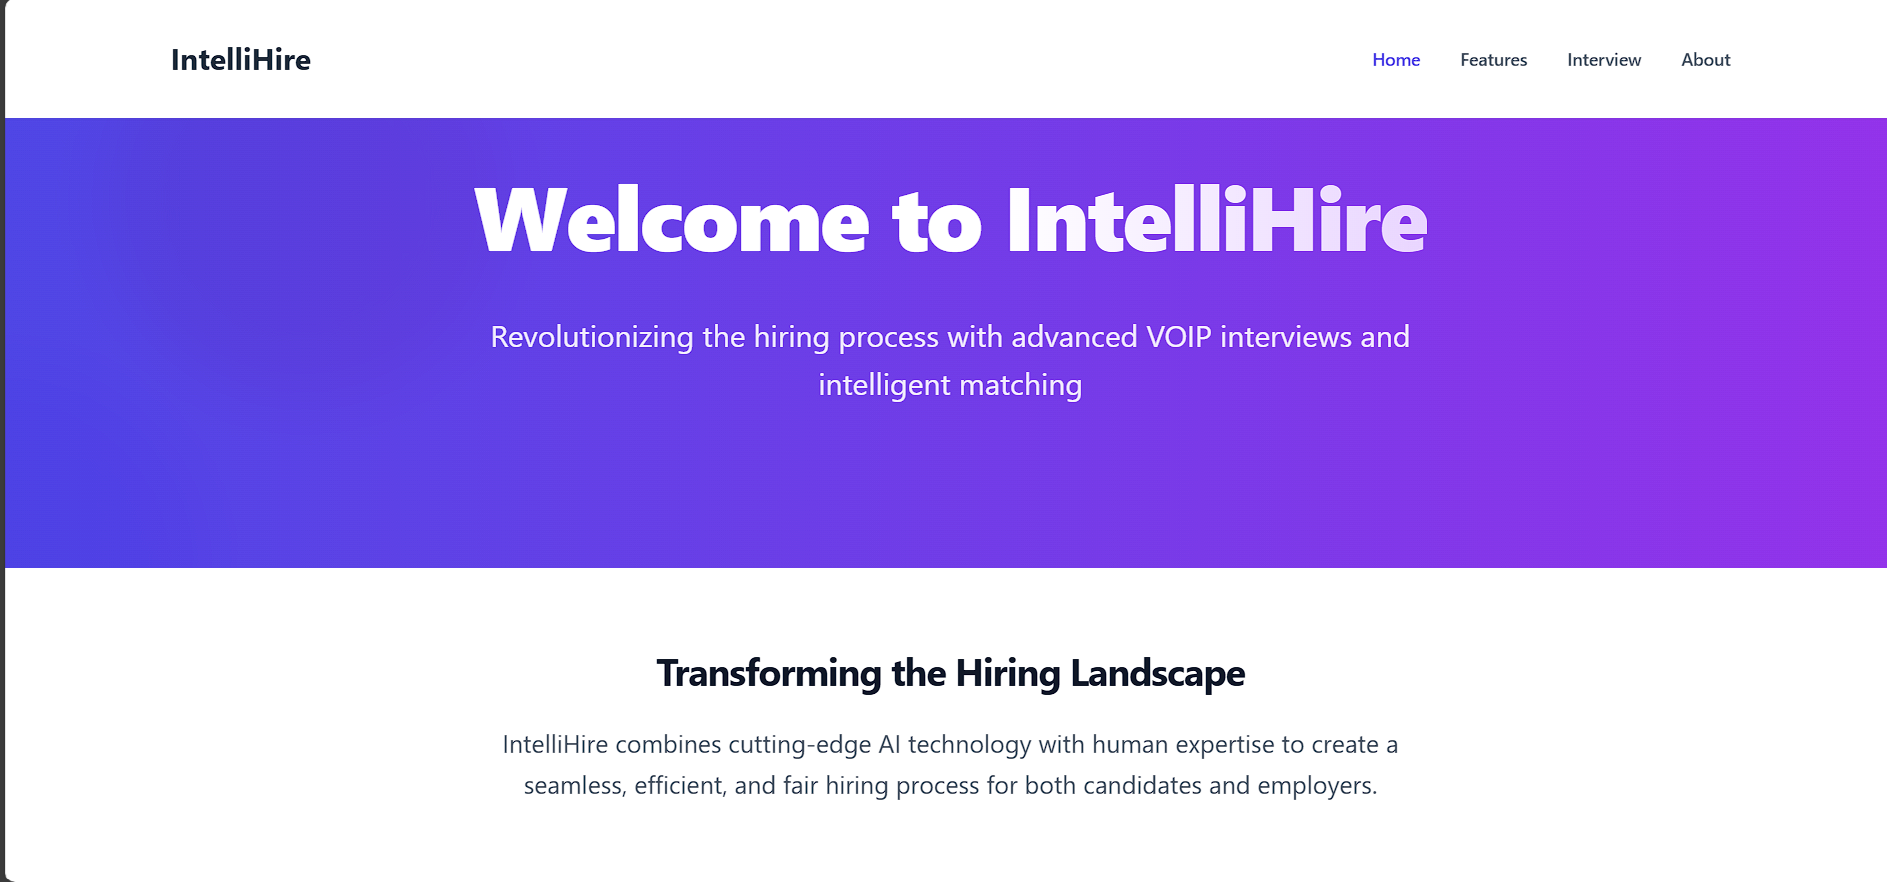 IntelliHire
Home Features Interview About
Welcome to IntelliHire
Revolutionizing the hiring process with advanced VOIP interviews and
intelligent matching
Transforming the Hiring Landscape
IntelliHire combines cutting-edge AI technology with human expertise to create a
seamless, efficient, and fair hiring process for both candidates and employers.